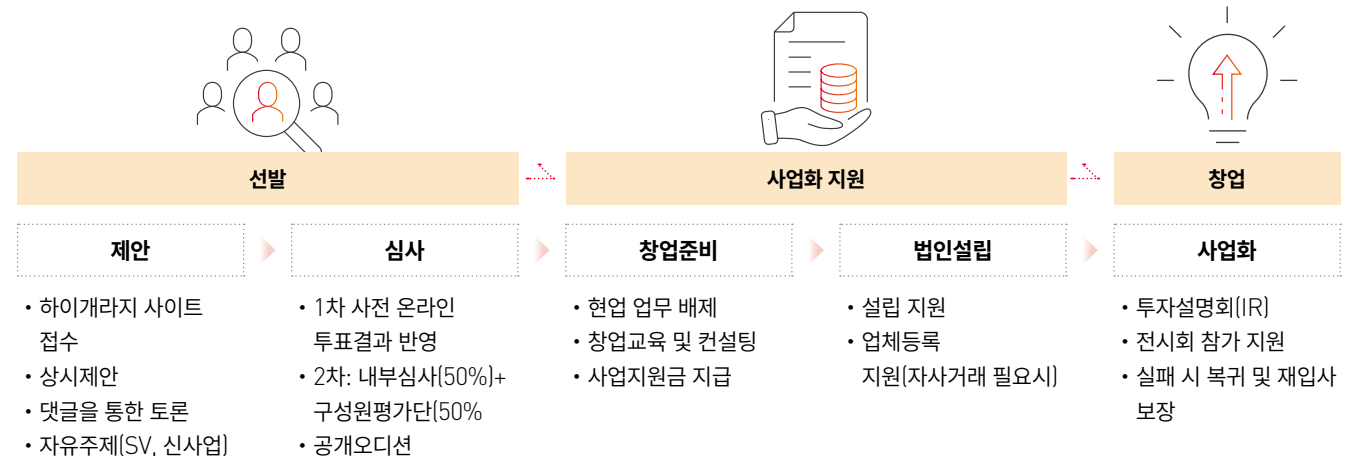 선발
사업화 지원
창업
제안
심사
창업준비
법인설립
사업화
• 하이개라지 사이트
접수
• 상시제안
• 댓글을 통한 토론
• 자유주제(SV, 신사업)
• 1차 사전 온라인
투표결과 반영
• 2차: 내부심사(50%)+
구성원평가단(50%
• 공개오디션
• 현업 업무 배제
• 창업교육 및 컨설팅
• 사업지원금 지급
• 설립 지원
• 업체등록
지원(자사거래 필요시)
• 투자설명회(IR)
• 전시회 참가 지원
• 실패 시 복귀 및 재입사
보장